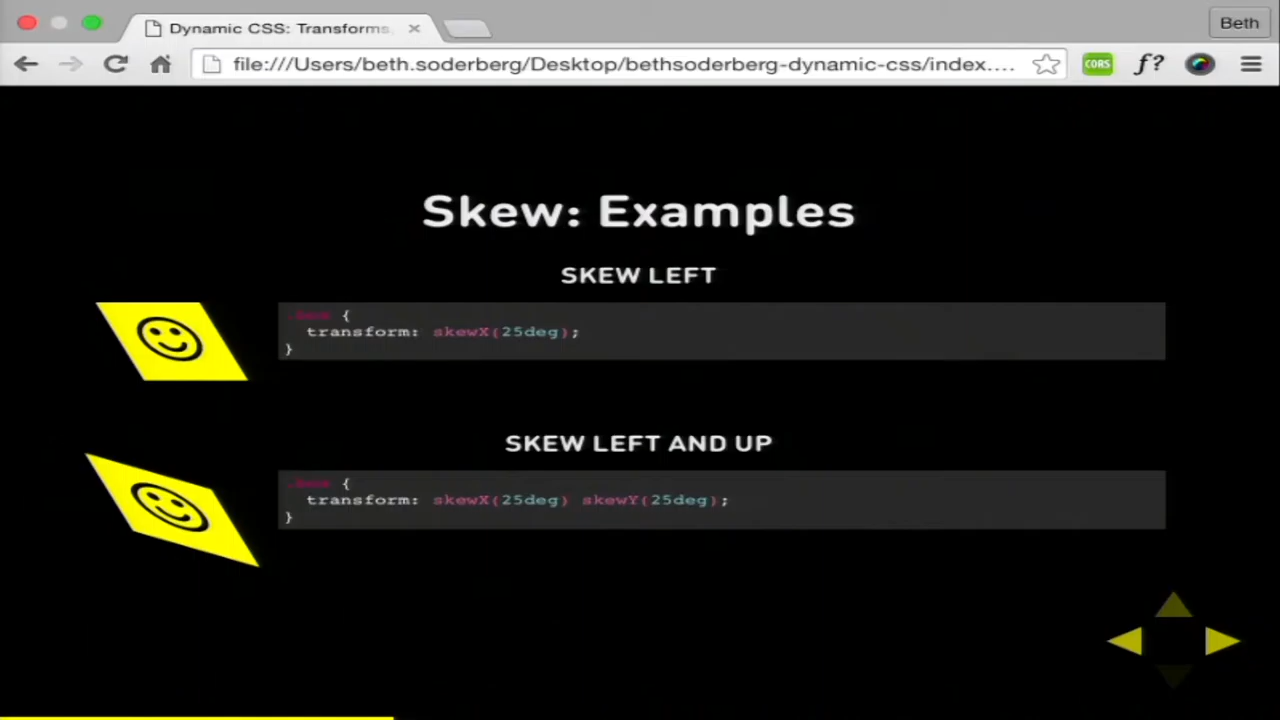 Dynamic CSS: Transforms
Beth
file:///Users/beth.soderberg/Desktop/bethsoderberg-dynamic-css/index....
CORS
f?
Skew: Examples
SKEW LEFT
{
transform: skewX(25deg);
}
SKEW LEFT AND UP
{
transform: skewX(25deg) skewY(25deg);
}